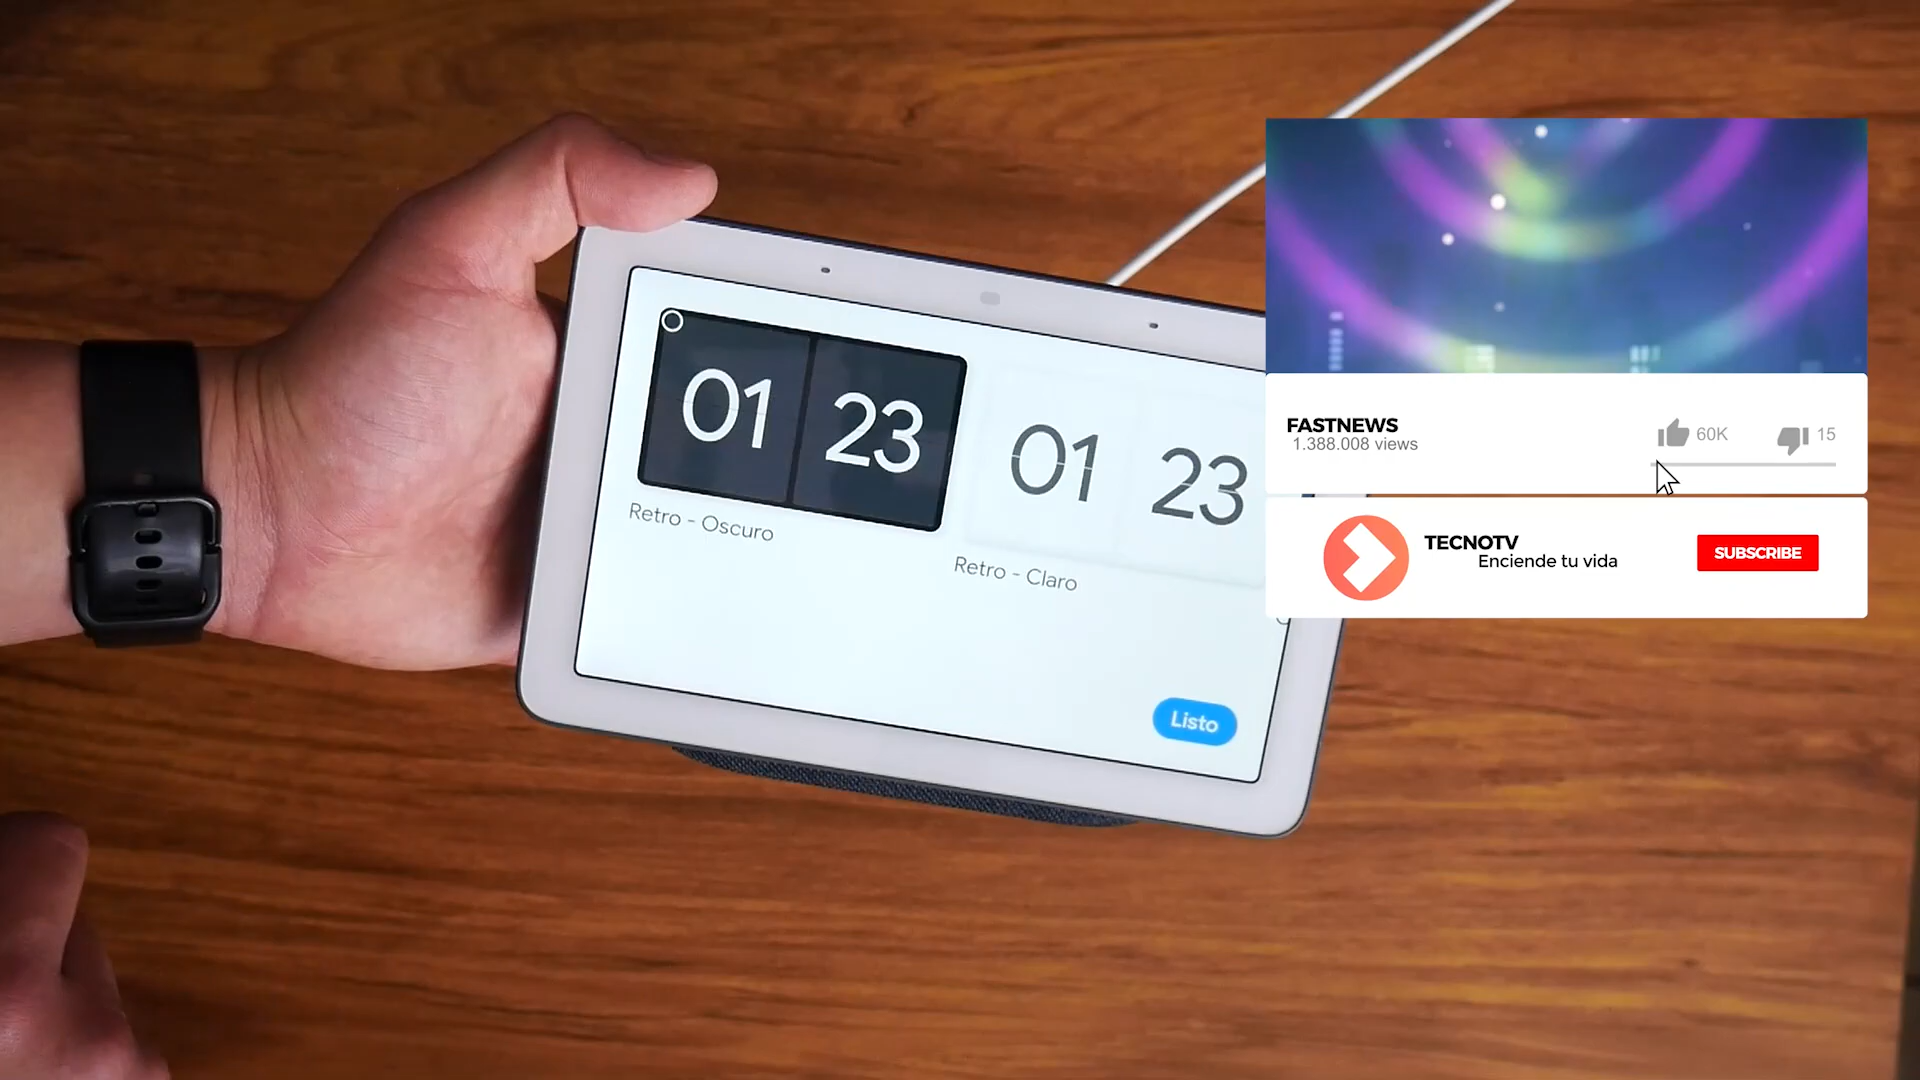 01 23
Retro - Oscuro
01 23
Retro - Claro
Listo
FASTNEWS
1.388.008 views
60K
15
TECNOTV
Enciende tu vida
SUBSCRIBE